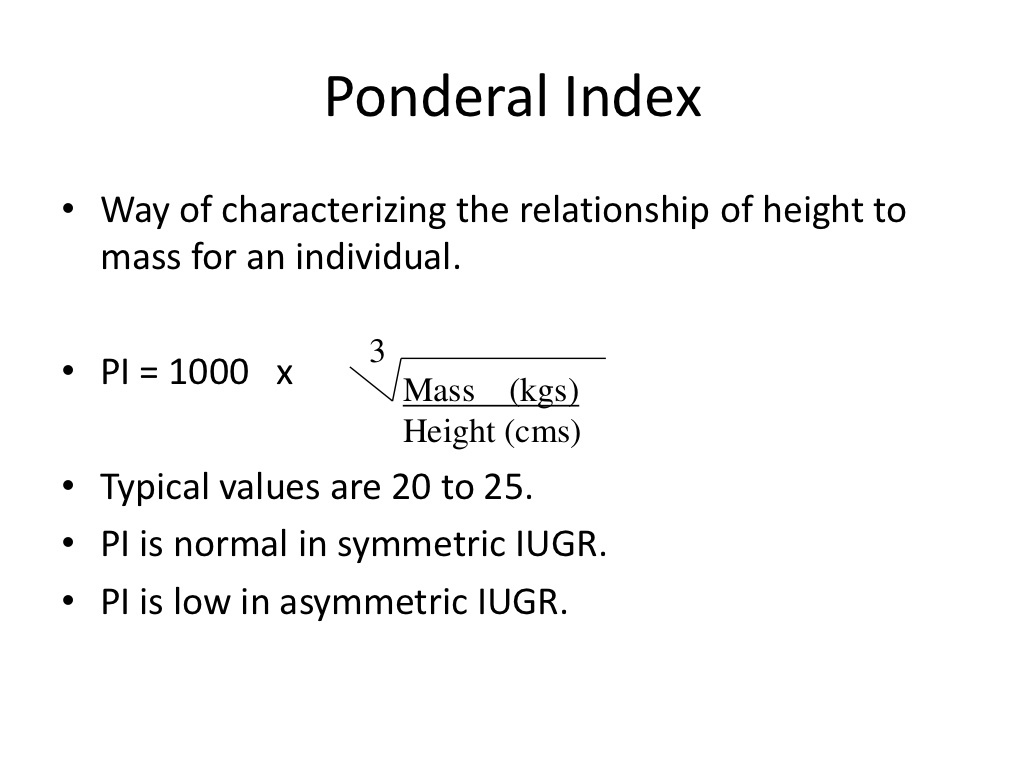 Ponderal Index
• Way of characterizing the relationship of height to
mass for an individual.
• PI = 1000 x 3√
Mass (kgs)
Height (cms)
• Typical values are 20 to 25.
• PI is normal in symmetric IUGR.
• PI is low in asymmetric IUGR.